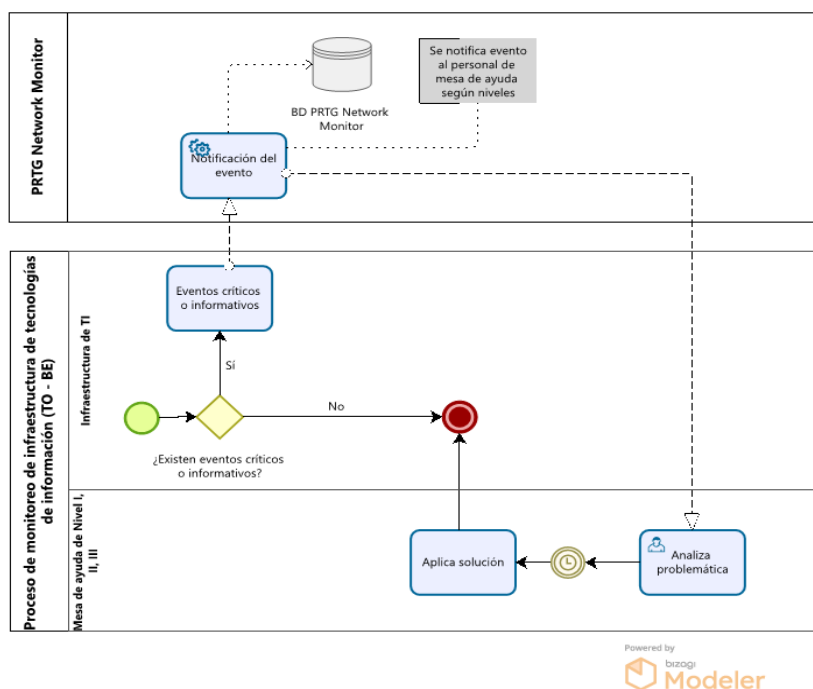 PRTG Network Monitor
BD PRTG Network
Monitor
Se notifica evento
al personal de
mesa de ayuda
según niveles
Notificación del
evento
Proceso de monitoreo de infraestructura de tecnologías
de información (TO - BE)
Infraestructura de TI
Eventos críticos
o informativos
Sí
No
¿Existen eventos críticos
o informativos?
Mesa de ayuda de Nivel I,
II, III
Aplica solución
Analiza
problemática
Powered by
bizagi
Modeler